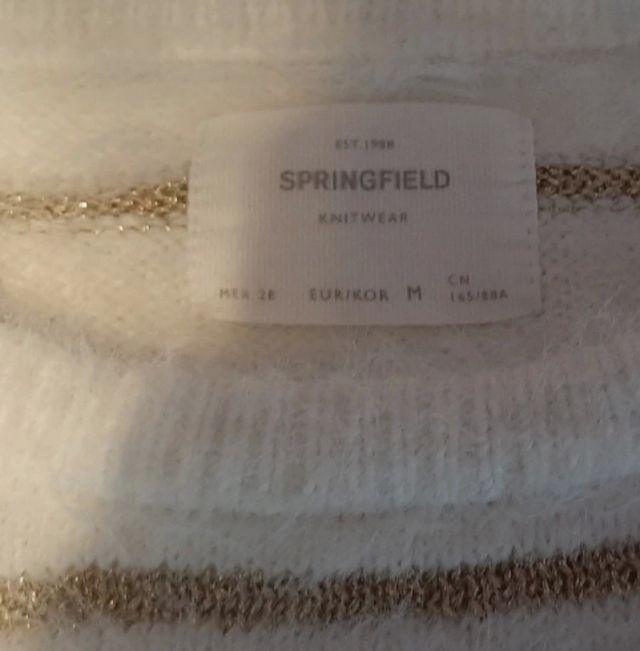 EST. 1988
SPRINGFIELD
KNITWEAR
MEX 28 EUR/KOR M CN 165/88A